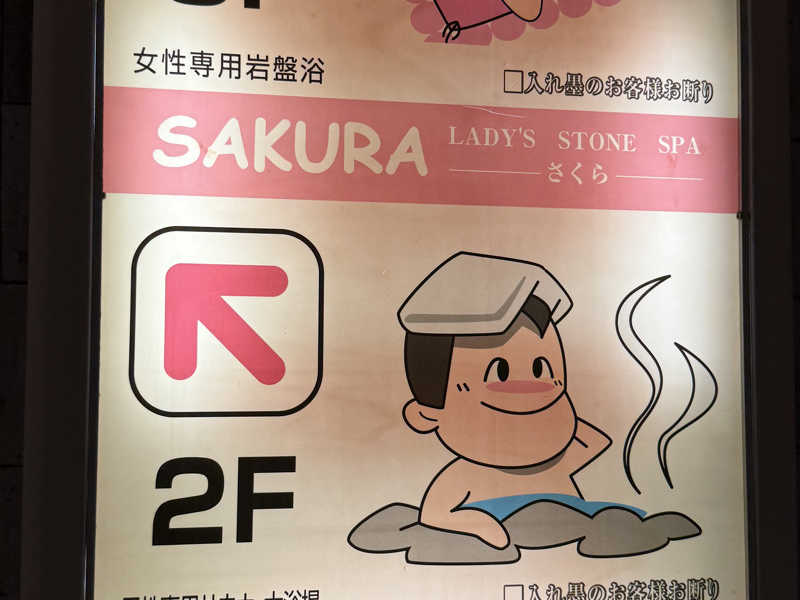 女性専用岩盤浴
□入れ墨のお客様お断り
SAKURA
LADY'S STONE SPA
さくら
2F
□入れ墨のお客様お断り